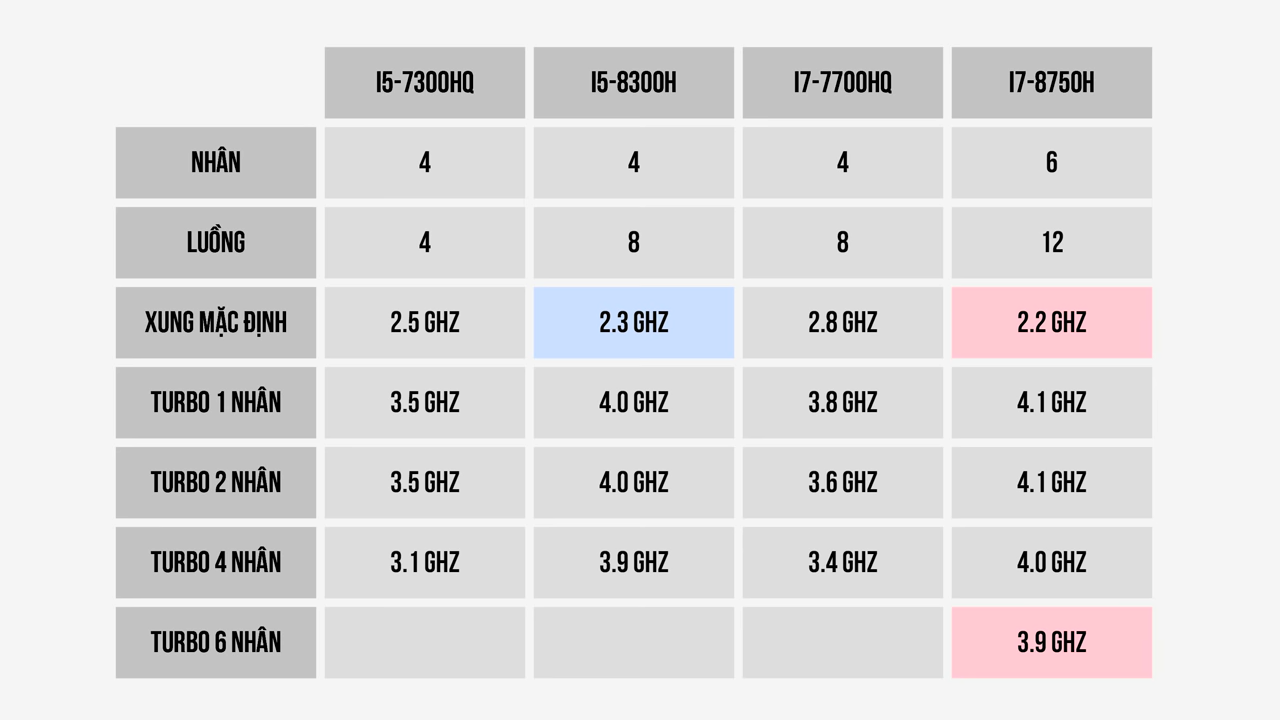 I5-7300HQ I5-8300H I7-7700HQ I7-8750H
NHÂN 4 4 4 6
LUỒNG 4 8 8 12
XUNG MẶC ĐỊNH 2.5 GHZ 2.3 GHZ 2.8 GHZ 2.2 GHZ
TURBO 1 NHÂN 3.5 GHZ 4.0 GHZ 3.8 GHZ 4.1 GHZ
TURBO 2 NHÂN 3.5 GHZ 4.0 GHZ 3.6 GHZ 4.1 GHZ
TURBO 4 NHÂN 3.1 GHZ 3.9 GHZ 3.4 GHZ 4.0 GHZ
TURBO 6 NHÂN 3.9 GHZ